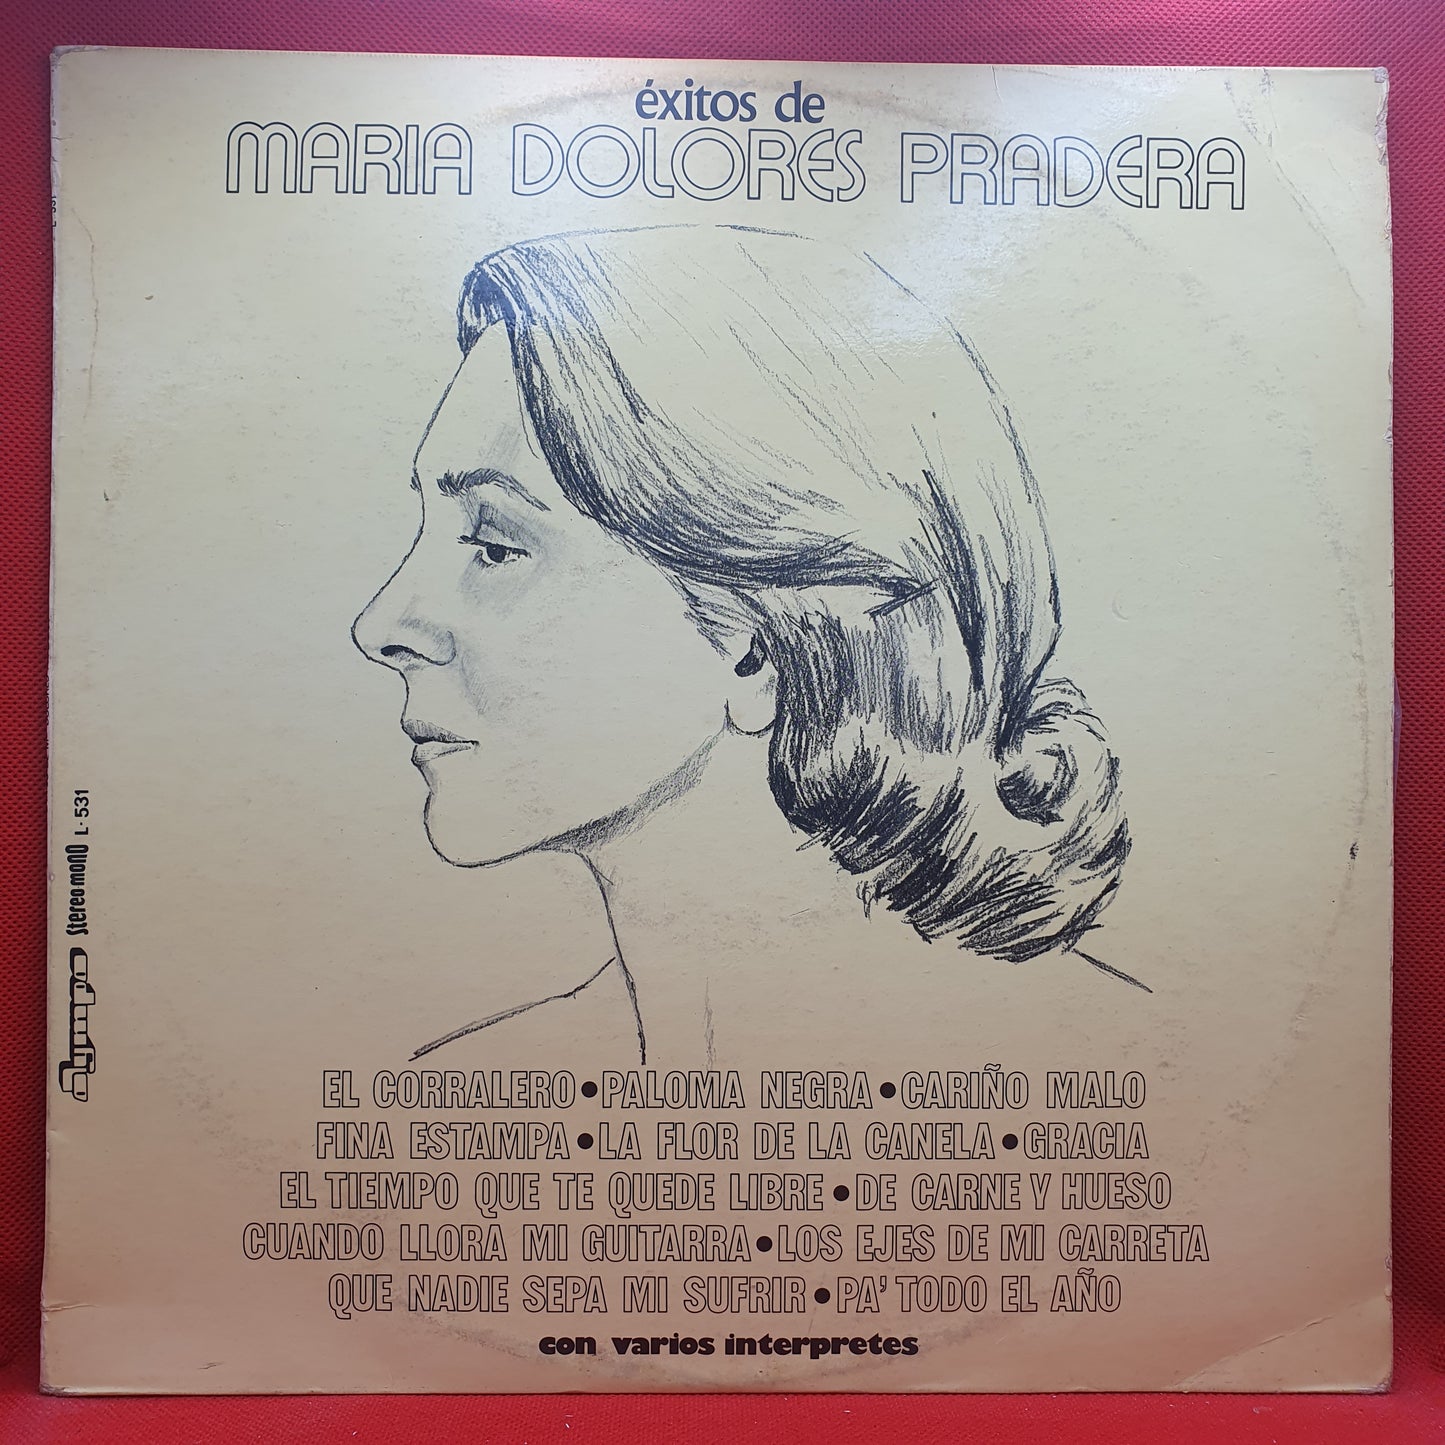 éxitos de
MARIA DOLORES PRADERA
EL CORRALERO • PALOMA NEGRA • CARIÑO MALO
FINA ESTAMPA • LA FLOR DE LA CANELA • GRACIA
EL TIEMPO QUE TE QUEDE LIBRE • DE CARNE Y HUESO
CUANDO LLORA MI GUITARRA • LOS EJES DE MI CARRETA
QUE NADIE SEPA MI SUFRIR • PA' TODO EL AÑO
con varios interpretes
Olympo Stereo mono L-531